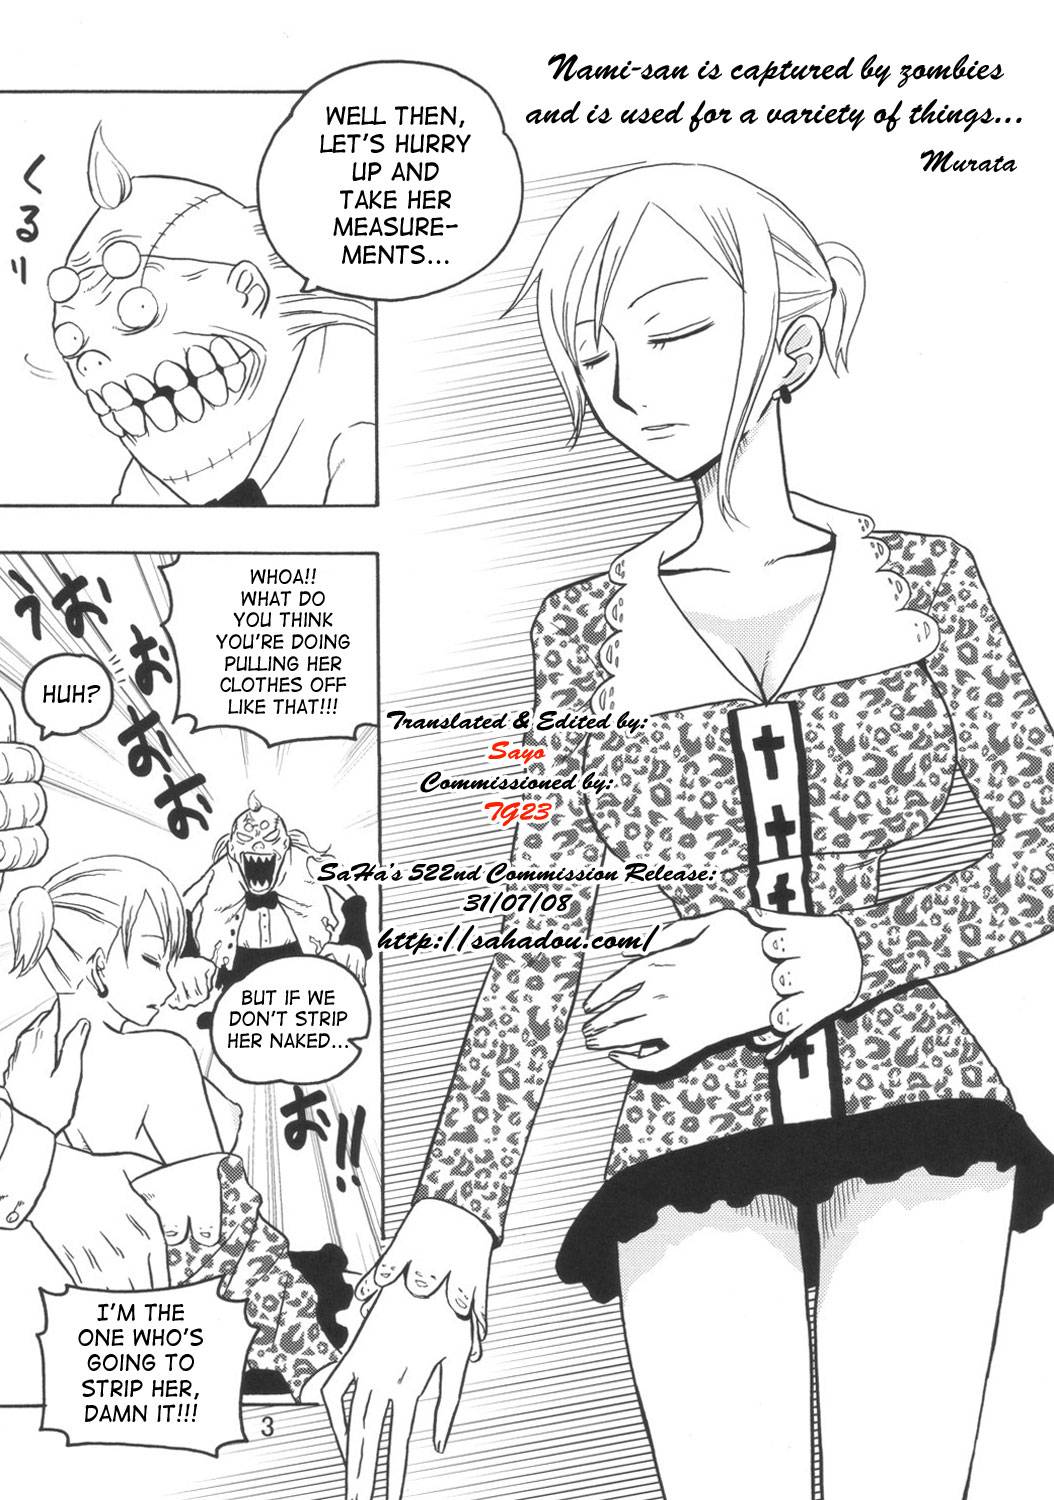 Nami-san is captured by zombies
and is used for a variety of things...
Murata
WELL THEN,
LET'S HURRY
UP AND
TAKE HER
MEASURE-
MENTS...
くるり
WHOA!!
WHAT DO
YOU THINK
YOU'RE DOING
PULLING HER
CLOTHES OFF
LIKE THAT!!!
HUH?
うおおおお!!
BUT IF WE
DON'T STRIP
HER NAKED...
I'M THE
ONE WHO'S
GOING TO
STRIP HER,
DAMN IT!!!
Translated & Edited by:
Sayo
Commissioned by:
TG23
SaHa's 522nd Commission Release:
31/07/08
http://sahadou.com/
3